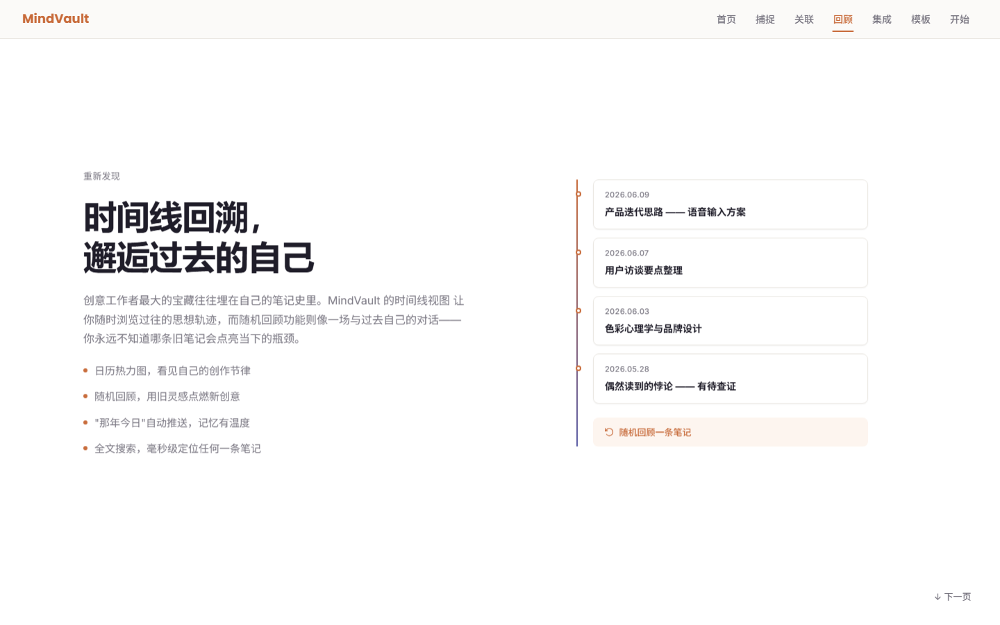 MindVault
首页 捕捉 关联 回顾 集成 模板 开始
重新发现
时间线回溯，
邂逅过去的自己
创意工作者最大的宝藏往往埋在自己的笔记史里。MindVault 的时间线视图 让
你随时浏览过往的思想轨迹，而随机回顾功能则像一场与过去自己的对话——
你永远不知道哪条旧笔记会点亮当下的瓶颈。
日历热力图，看见自己的创作节律
随机回顾，用旧灵感点燃新创意
"那年今日"自动推送，记忆有温度
全文搜索，毫秒级定位任何一条笔记
2026.06.09
产品迭代思路 —— 语音输入方案
2026.06.07
用户访谈要点整理
2026.06.03
色彩心理学与品牌设计
2026.05.28
偶然读到的悖论 —— 有待查证
随机回顾一条笔记
↓ 下一页